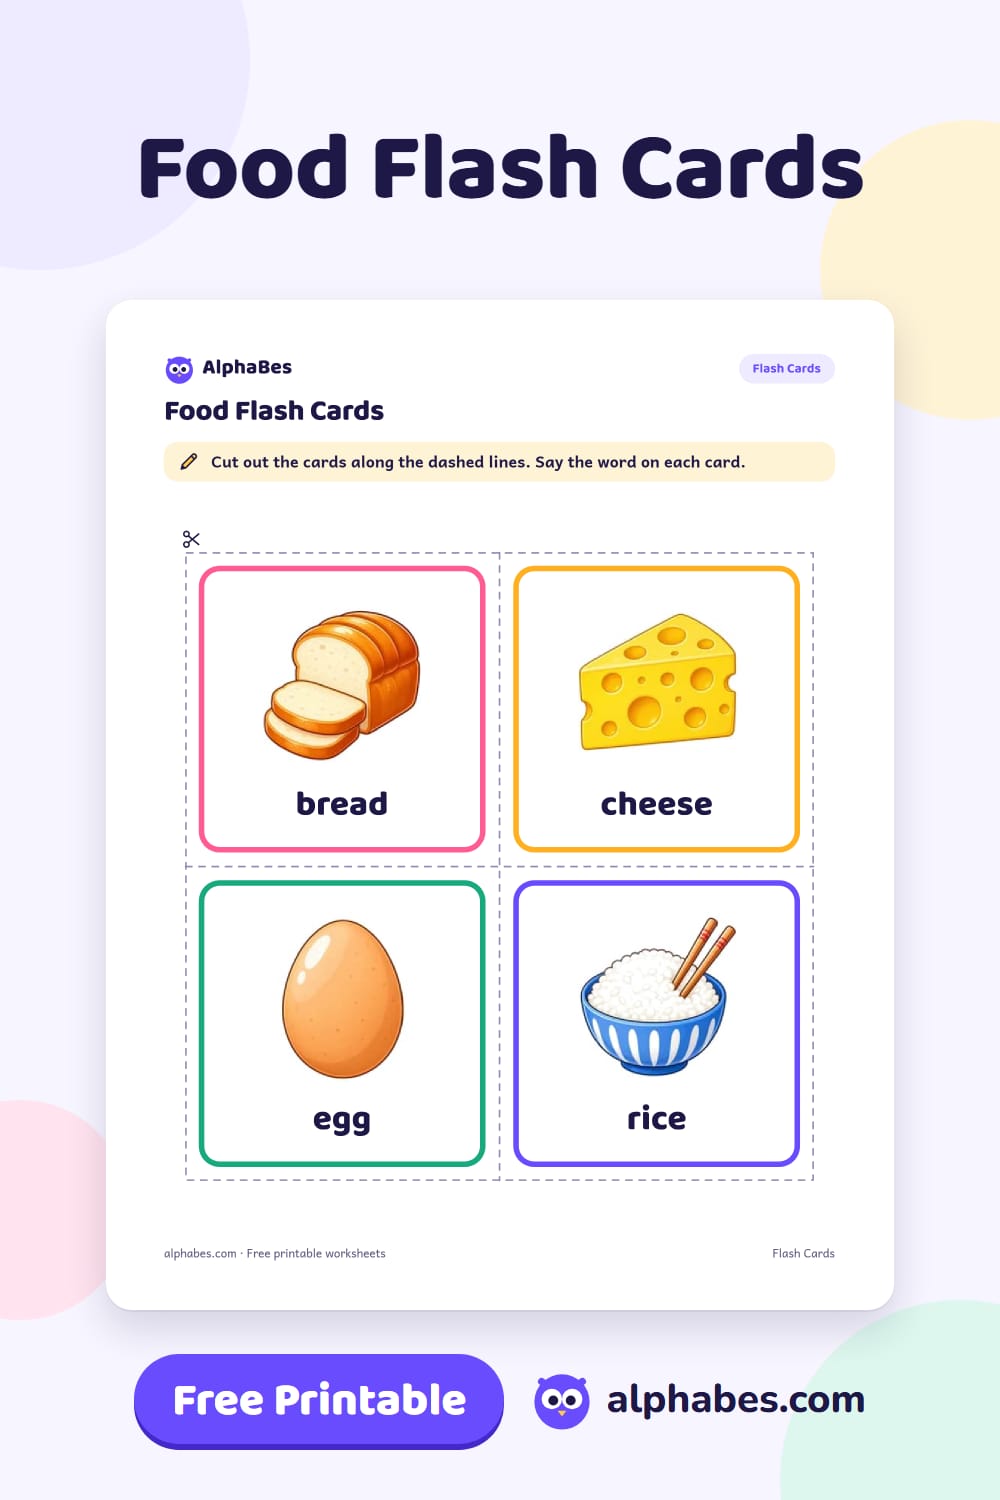 Food Flash Cards
AlphaBes
Flash Cards
Food Flash Cards
Cut out the cards along the dashed lines. Say the word on each card.
bread
cheese
egg
rice
alphabes.com · Free printable worksheets
Flash Cards
Free Printable
alphabes.com